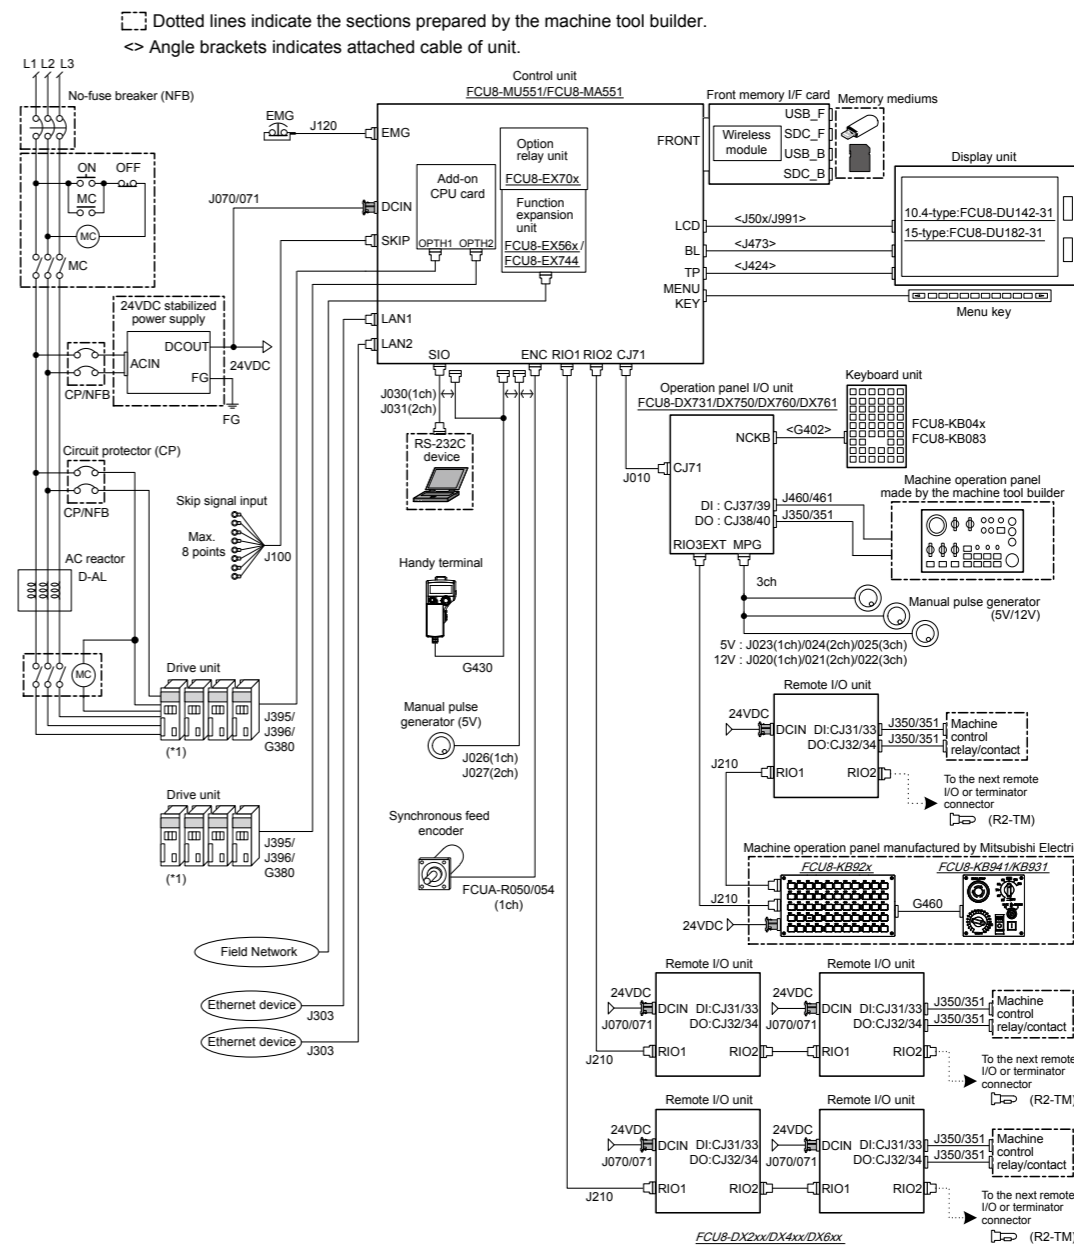 Dotted lines indicate the sections prepared by the machine tool builder.
<> Angle brackets indicates attached cable of unit.
L1 L2 L3
No-fuse breaker (NFB)
ON OFF
MC
MC
MC
24VDC stabilized
power supply
DCOUT
ACIN
FG
24VDC
FG
CP/NFB
Circuit protector (CP)
CP/NFB
AC reactor
D-AL
MC
Drive unit
(*1)
J395/
J396/
G380
Drive unit
(*1)
J395/
J396/
G380
EMG
J120
J070/071
Skip signal input
Max.
8 points
J100
Field Network
Ethernet device
J303
Ethernet device
J303
Control unit
FCU8-MU551/FCU8-MA551
EMG
DCIN
SKIP
LAN1
LAN2
Add-on
CPU card
OPTH1 OPTH2
Option
relay unit
FCU8-EX70x
Function
expansion
unit
FCU8-EX56x /
FCU8-EX744
FRONT
LCD
BL
TP
MENU
KEY
SIO
ENC RIO1 RIO2 CJ71
Front memory I/F card
Wireless
module
USB_F
SDC_F
USB_B
SDC_B
Memory mediums
<J50x/J991>
<J473>
<J424>
Display unit
10.4-type:FCU8-DU142-31
15-type:FCU8-DU182-31
Menu key
J030(1ch)
J031(2ch)
RS-232C
device
Handy terminal
G430
Manual pulse
generator (5V)
J026(1ch)
J027(2ch)
Synchronous feed
encoder
FCUA-R050/054
(1ch)
Operation panel I/O unit
FCU8-DX731/DX750/DX760/DX761
J010
CJ71
NCKB
DI : CJ37/39
DO : CJ38/40
RIO3EXT MPG
<G402>
Keyboard unit
FCU8-KB04x
FCU8-KB083
J460/461
J350/351
Machine operation panel
made by the machine tool builder
3ch
Manual pulse generator
(5V/12V)
5V : J023(1ch)/024(2ch)/025(3ch)
12V : J020(1ch)/021(2ch)/022(3ch)
Remote I/O unit
24VDC
DCIN DI:CJ31/33
DO:CJ32/34
RIO1 RIO2
J210
J350/351
J350/351
Machine
control
relay/contact
To the next remote
I/O or terminator
connector
(R2-TM)
Machine operation panel manufactured by Mitsubishi Electri
FCU8-KB92x
FCU8-KB941/KB931
J210
24VDC
G460
Remote I/O unit
Remote I/O unit
24VDC
J070/071
DCIN DI:CJ31/33
DO:CJ32/34
RIO1 RIO2
24VDC
J070/071
DCIN DI:CJ31/33
DO:CJ32/34
RIO1 RIO2
J210
J350/351
J350/351
Machine
control
relay/contact
To the next remote
I/O or terminator
connector
(R2-TM)
Remote I/O unit
Remote I/O unit
24VDC
J070/071
DCIN DI:CJ31/33
DO:CJ32/34
RIO1 RIO2
24VDC
J070/071
DCIN DI:CJ31/33
DO:CJ32/34
RIO1 RIO2
J210
J350/351
J350/351
Machine
control
relay/contact
To the next remote
I/O or terminator
connector
(R2-TM)
FCU8-DX2xx/DX4xx/DX6xx